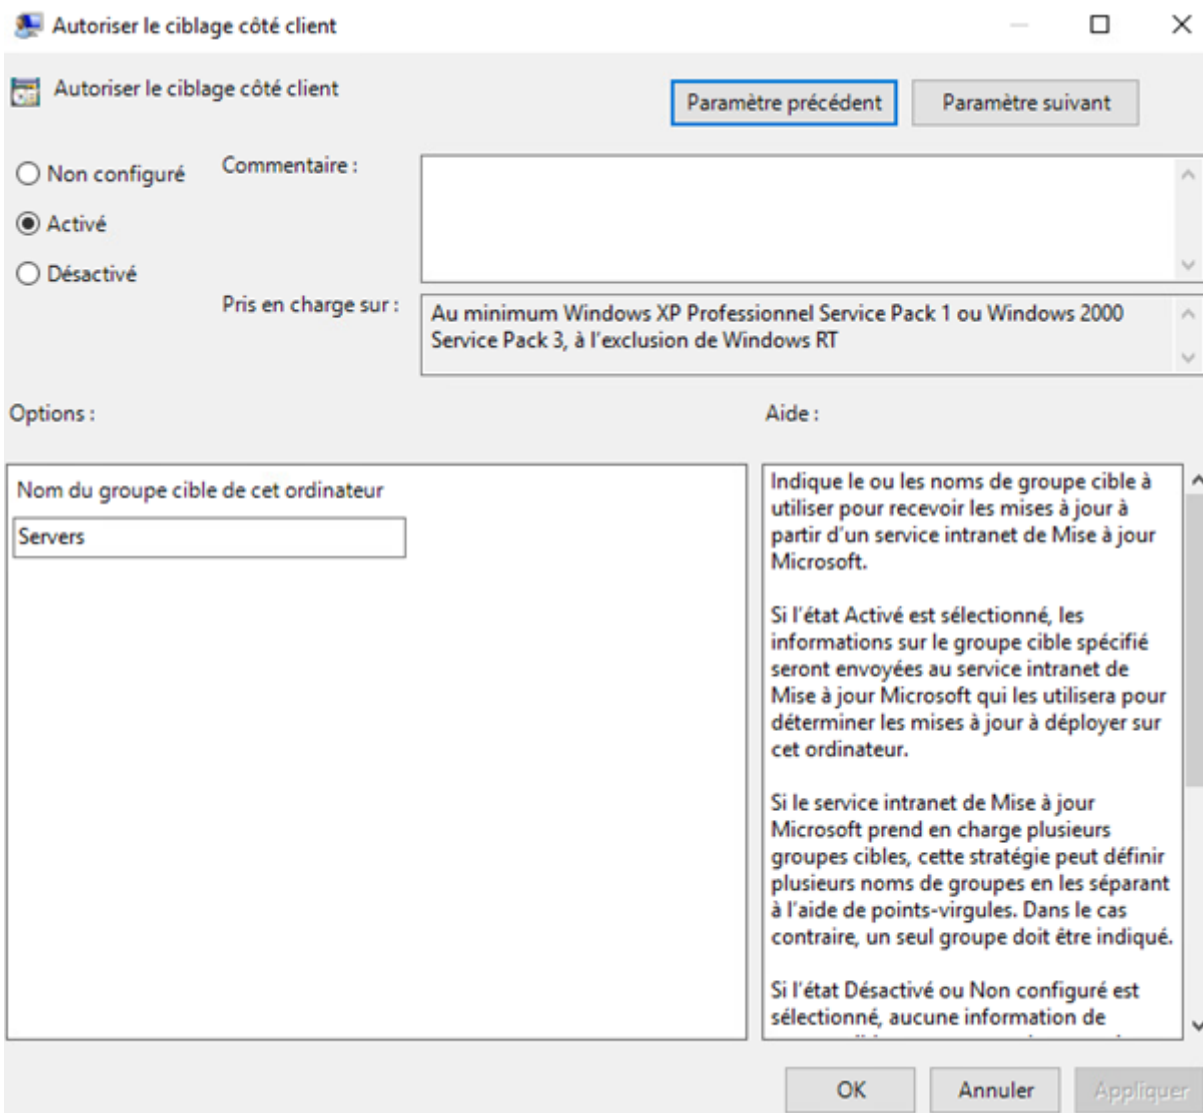 Autoriser le ciblage côté client
Autoriser le ciblage côté client
Paramètre précédent
Paramètre suivant
Non configuré
Commentaire :
Activé
Désactivé
Pris en charge sur :
Au minimum Windows XP Professionnel Service Pack 1 ou Windows 2000
Service Pack 3, à l'exclusion de Windows RT
Options :
Aide :
Nom du groupe cible de cet ordinateur
Servers
Indique le ou les noms de groupe cible à
utiliser pour recevoir les mises à jour à
partir d'un service intranet de Mise à jour
Microsoft.
Si l'état Activé est sélectionné, les
informations sur le groupe cible spécifié
seront envoyées au service intranet de
Mise à jour Microsoft qui les utilisera pour
déterminer les mises à jour à déployer sur
cet ordinateur.
Si le service intranet de Mise à jour
Microsoft prend en charge plusieurs
groupes cibles, cette stratégie peut définir
plusieurs noms de groupes en les séparant
à l'aide de points-virgules. Dans le cas
contraire, un seul groupe doit être indiqué.
Si l'état Désactivé ou Non configuré est
sélectionné, aucune information de
OK
Annuler
Appliquer